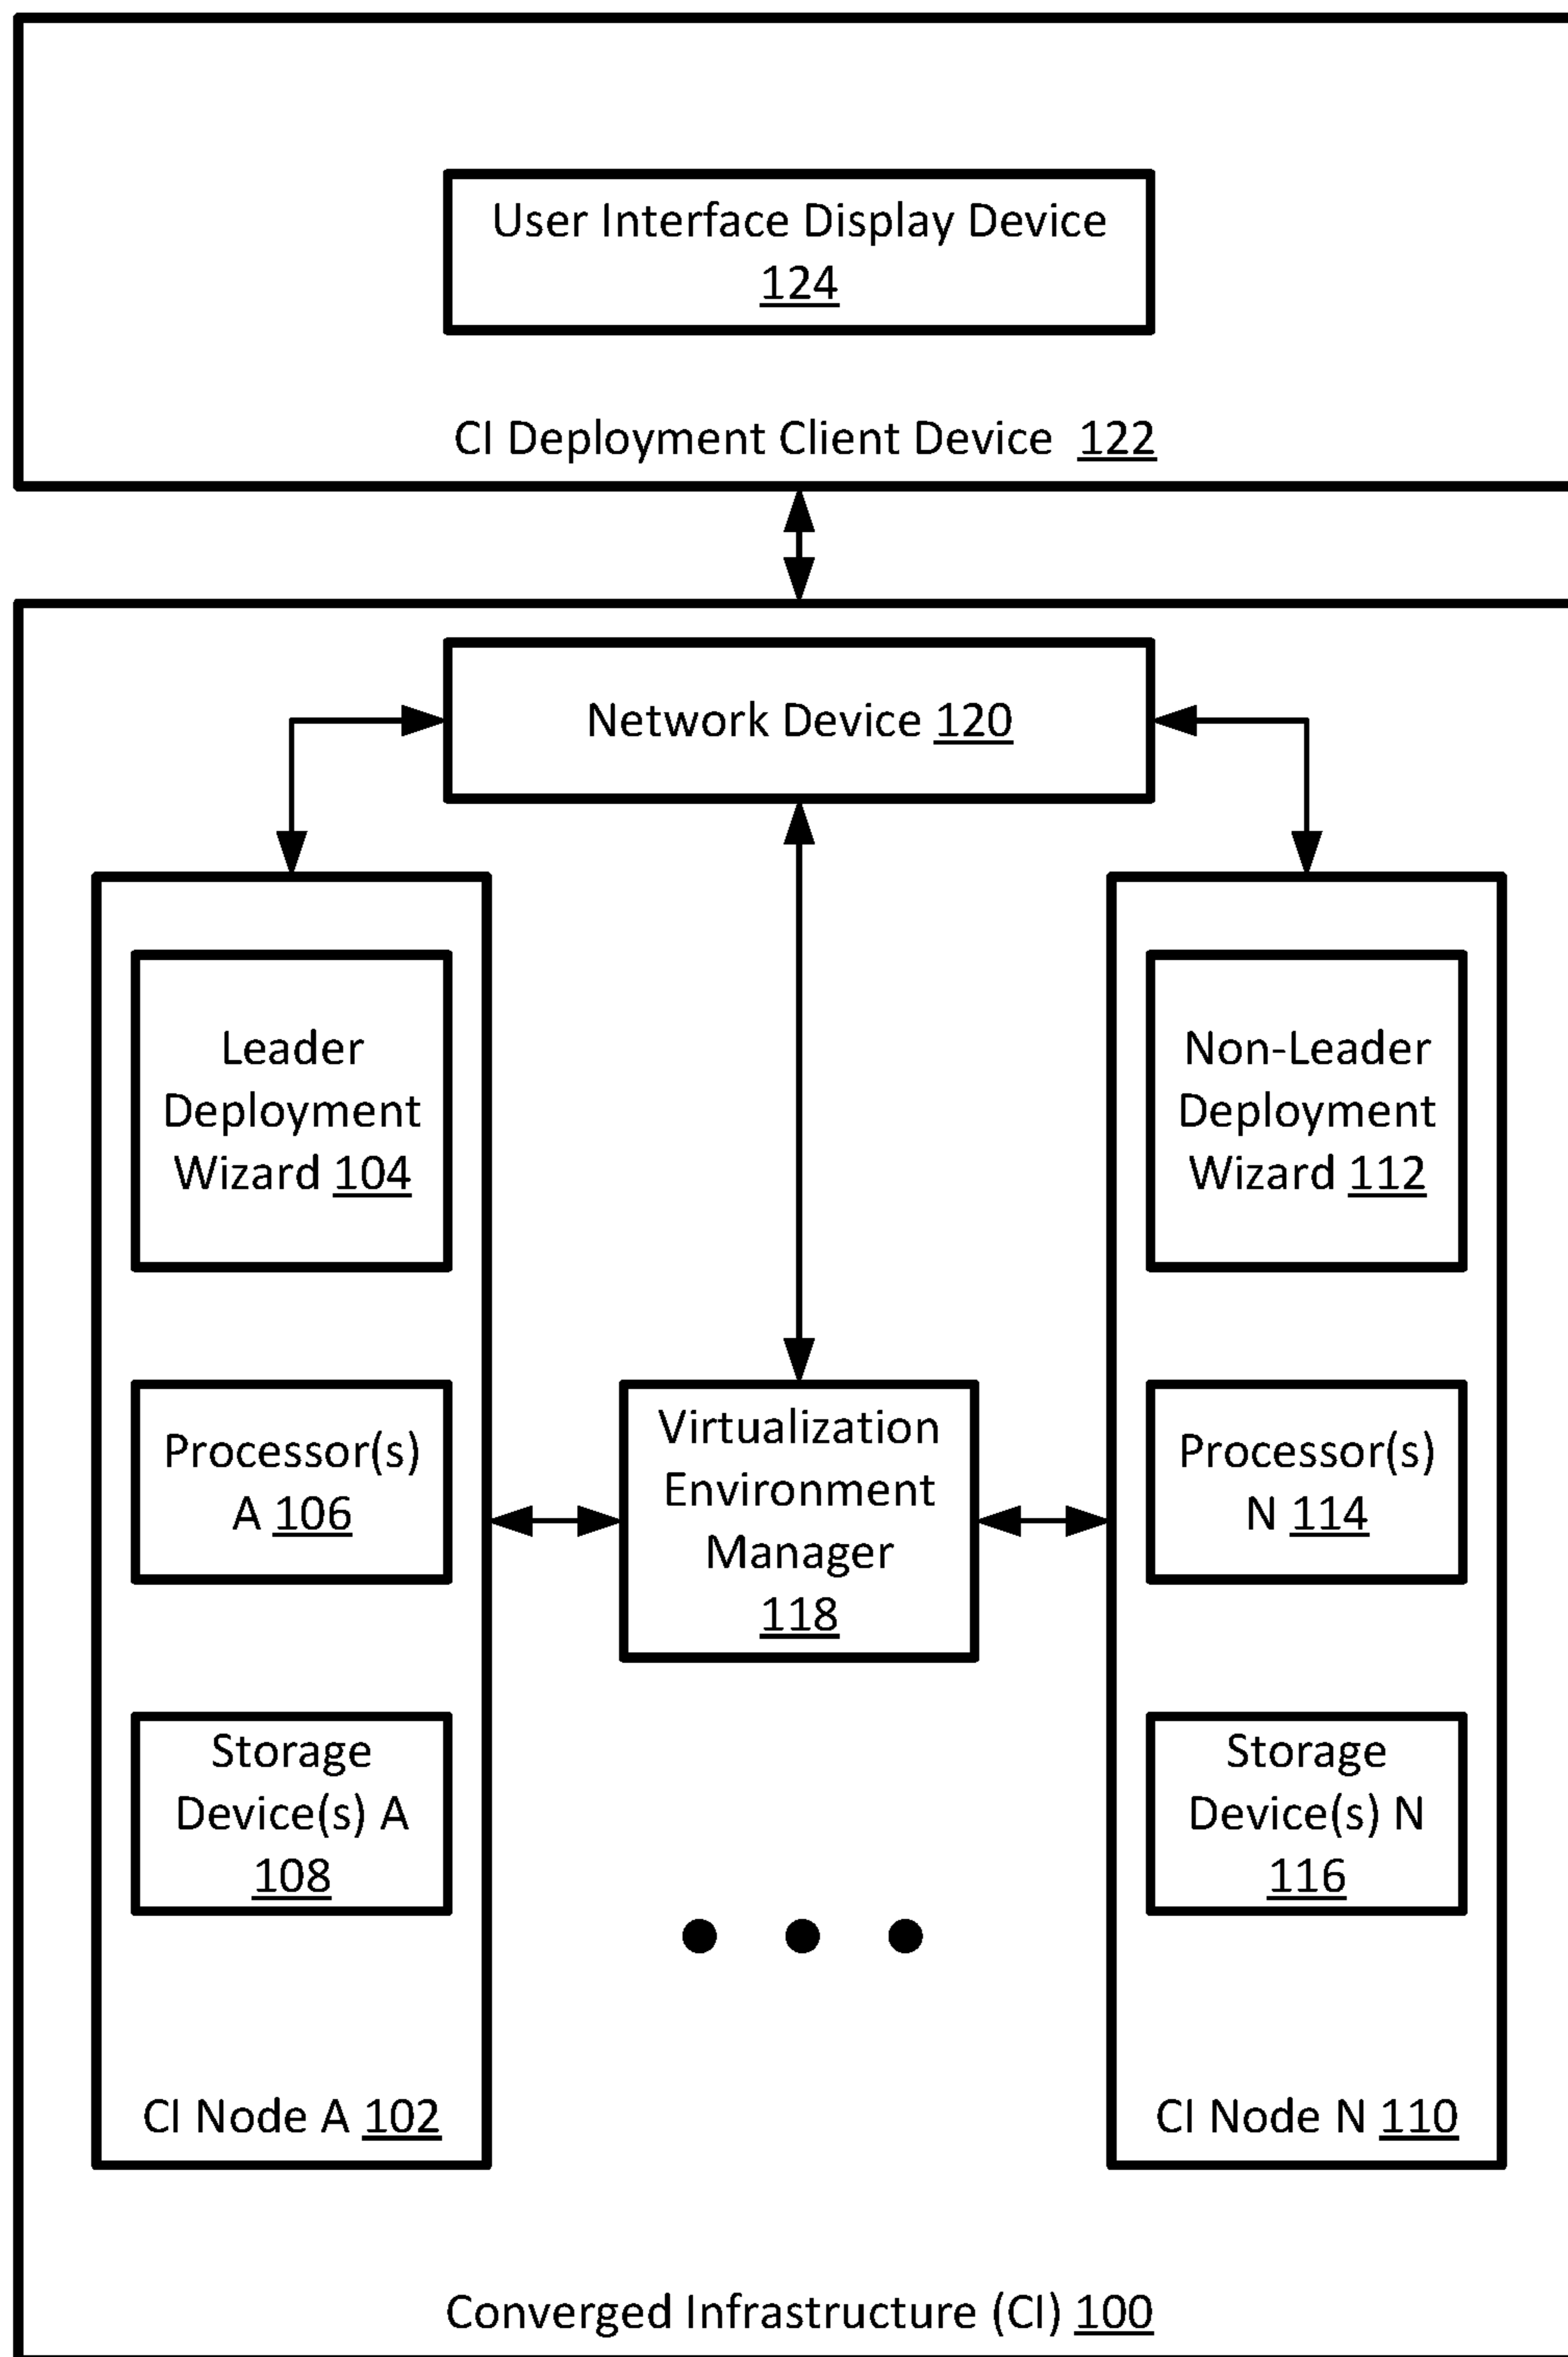 User Interface Display Device
124
CI Deployment Client Device 122
Network Device 120
Leader
Deployment
Wizard 104
Non-Leader
Deployment
Wizard 112
Processor(s)
A 106
Virtualization
Environment
Manager
118
Processor(s)
N 114
Storage
Device(s) A
108
Storage
Device(s) N
116
CI Node A 102
CI Node N 110
Converged Infrastructure (CI) 100